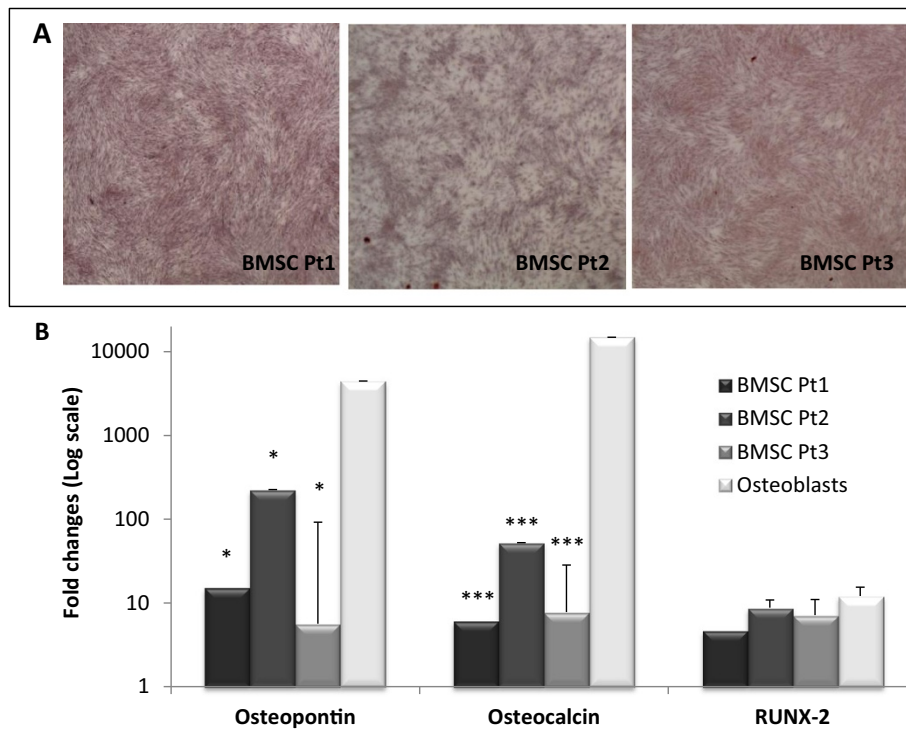 A
BMSC Pt1
BMSC Pt2
BMSC Pt3
B
Fold changes (Log scale)
10000
1000
100
10
1
*
*
*
***
***
***
BMSC Pt1
BMSC Pt2
BMSC Pt3
Osteoblasts
Osteopontin
Osteocalcin
RUNX-2